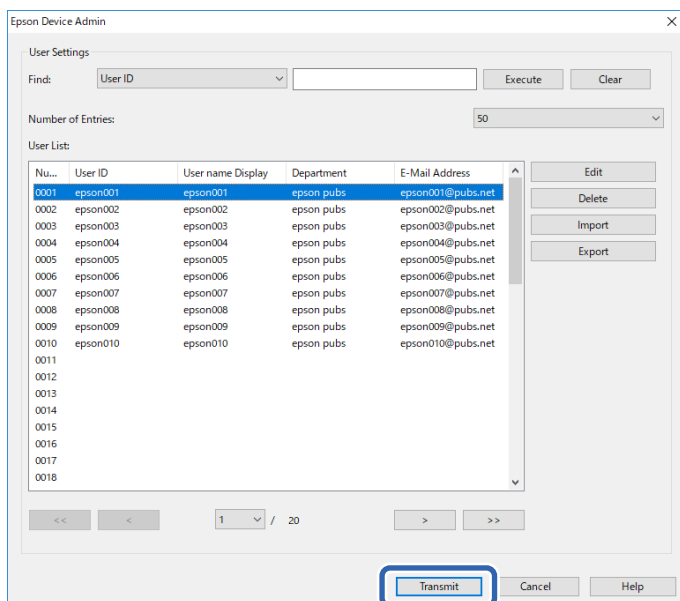 Epson Device Admin
User Settings
Find: User ID Execute Clear
Number of Entries: 50
User List:
Nu... User ID User name Display Department E-Mail Address
0001 epson001 epson001 epson pubs epson001@pubs.net
0002 epson002 epson002 epson pubs epson002@pubs.net
0003 epson003 epson003 epson pubs epson003@pubs.net
0004 epson004 epson004 epson pubs epson004@pubs.net
0005 epson005 epson005 epson pubs epson005@pubs.net
0006 epson006 epson006 epson pubs epson006@pubs.net
0007 epson007 epson007 epson pubs epson007@pubs.net
0008 epson008 epson008 epson pubs epson008@pubs.net
0009 epson009 epson009 epson pubs epson009@pubs.net
0010 epson010 epson010 epson pubs epson010@pubs.net
0011
0012
0013
0014
0015
0016
0017
0018
Edit
Delete
Import
Export
<< < 1 / 20 > >>
Transmit Cancel Help